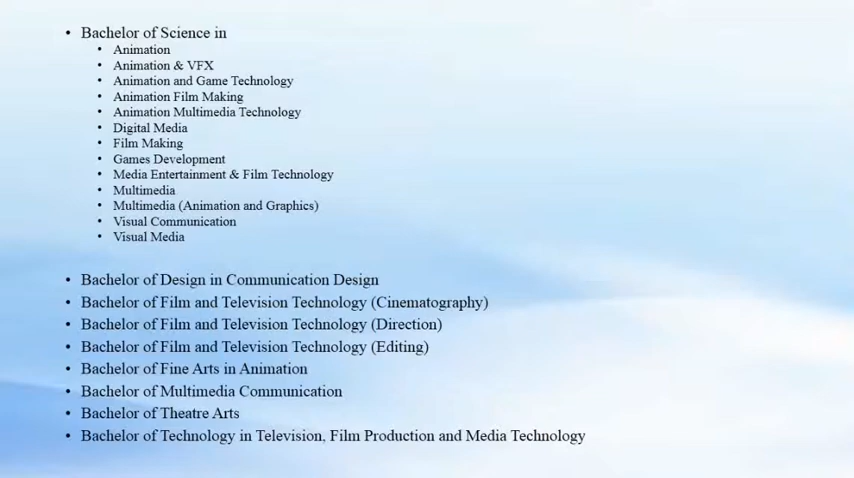 • Bachelor of Science in
• Animation
• Animation & VFX
• Animation and Game Technology
• Animation Film Making
• Animation Multimedia Technology
• Digital Media
• Film Making
• Games Development
• Media Entertainment & Film Technology
• Multimedia
• Multimedia (Animation and Graphics)
• Visual Communication
• Visual Media
• Bachelor of Design in Communication Design
• Bachelor of Film and Television Technology (Cinematography)
• Bachelor of Film and Television Technology (Direction)
• Bachelor of Film and Television Technology (Editing)
• Bachelor of Fine Arts in Animation
• Bachelor of Multimedia Communication
• Bachelor of Theatre Arts
• Bachelor of Technology in Television, Film Production and Media Technology